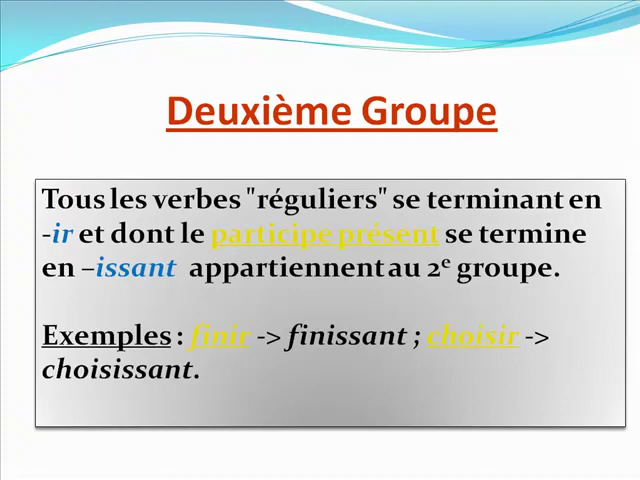 Deuxième Groupe
Tous les verbes "réguliers" se terminant en
-ir et dont le participe présent se termine
en –issant appartiennent au 2e groupe.
Exemples : finir -> finissant ; choisir ->
choisissant.